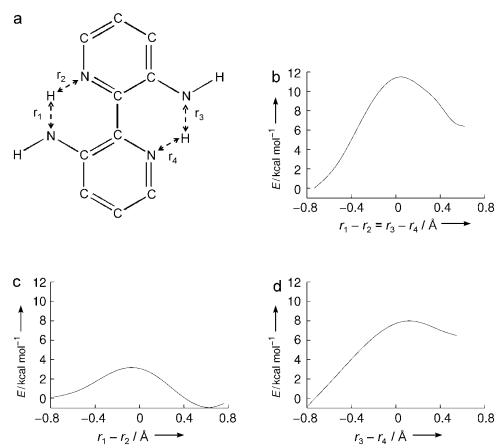 a
C
C C
r₂ N C H
H C N
r₁ r₃
N C H
H C N r₄
C C
C
b
12
10
8
6
4
2
0
E / kcal mol⁻¹
−0.8 −0.4 0 0.4 0.8
r₁ − r₂ = r₃ − r₄ / Å
c
12
10
8
6
4
2
0
E / kcal mol⁻¹
−0.8 −0.4 0 0.4 0.8
r₁ − r₂ / Å
d
12
10
8
6
4
2
0
E / kcal mol⁻¹
−0.8 −0.4 0 0.4 0.8
r₃ − r₄ / Å